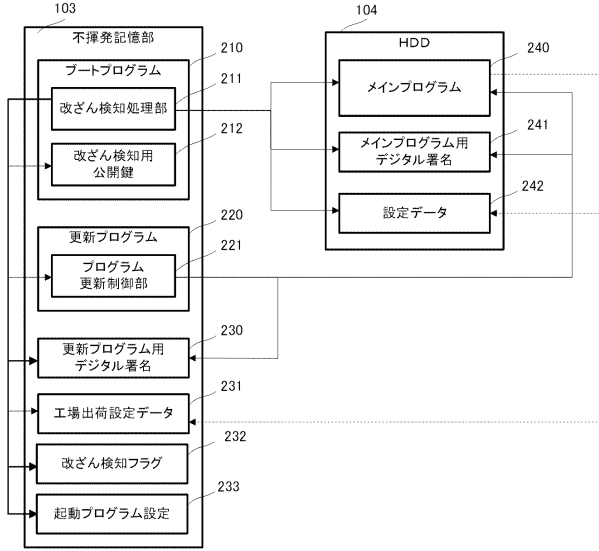 103
不揮発記憶部
ブートプログラム
210
改ざん検知処理部
211
改ざん検知用
公開鍵
212
更新プログラム
220
プログラム
更新制御部
221
更新プログラム用
デジタル署名
230
工場出荷設定データ
231
改ざん検知フラグ
232
起動プログラム設定
233
104
HDD
メインプログラム
240
メインプログラム用
デジタル署名
241
設定データ
242